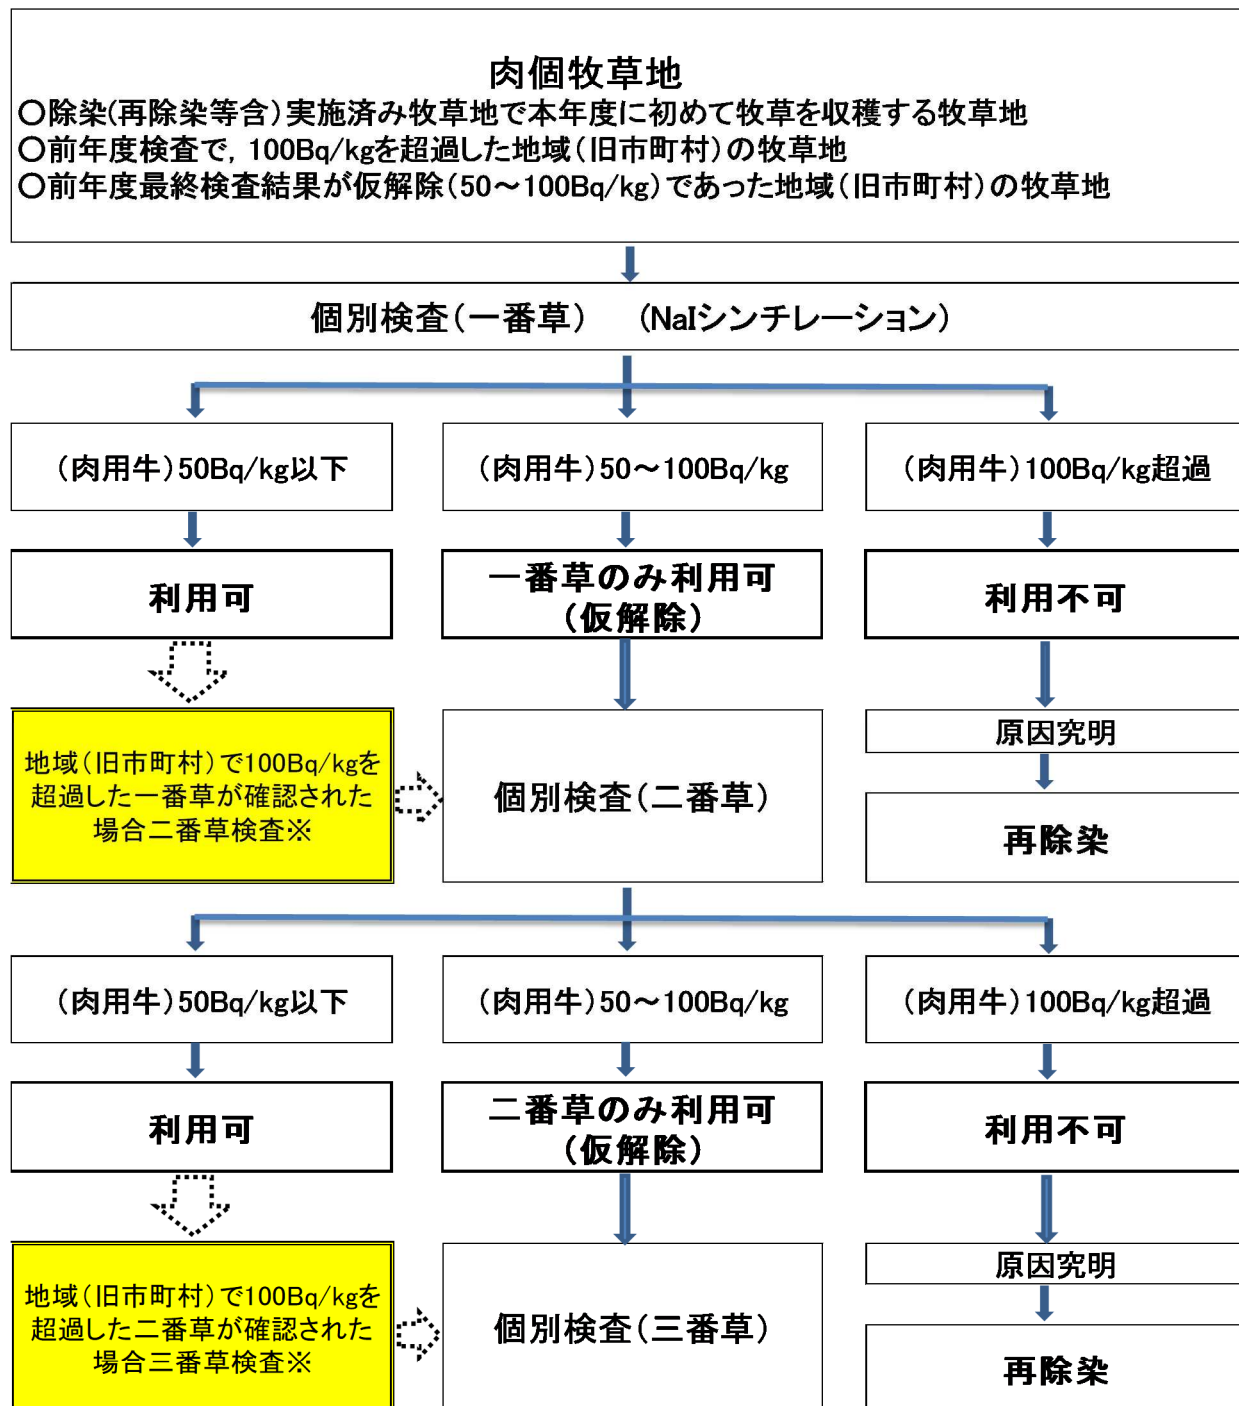 肉個牧草地
○除染(再除染等含)実施済み牧草地で本年度に初めて牧草を収穫する牧草地
○前年度検査で，100Bq/kgを超過した地域(旧市町村)の牧草地
○前年度最終検査結果が仮解除(50～100Bq/kg)であった地域(旧市町村)の牧草地
個別検査(一番草)　(NaIシンチレーション)
(肉用牛)50Bq/kg以下
(肉用牛)50～100Bq/kg
(肉用牛)100Bq/kg超過
利用可
一番草のみ利用可
(仮解除)
利用不可
地域(旧市町村)で100Bq/kgを
超過した一番草が確認された
場合二番草検査※
個別検査(二番草)
原因究明
再除染
(肉用牛)50Bq/kg以下
(肉用牛)50～100Bq/kg
(肉用牛)100Bq/kg超過
利用可
二番草のみ利用可
(仮解除)
利用不可
地域(旧市町村)で100Bq/kgを
超過した二番草が確認された
場合三番草検査※
個別検査(三番草)
原因究明
再除染